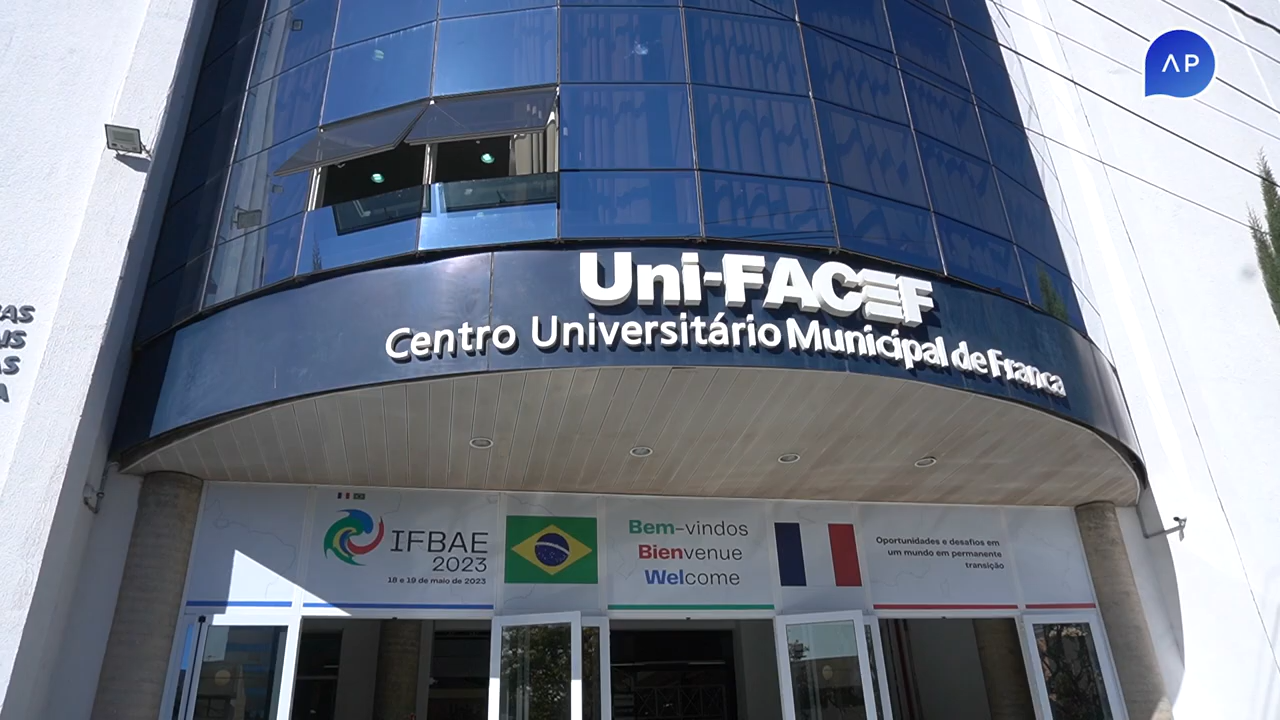 AP
Uni-FACEF
Centro Universitário Municipal de Franca
IFBAE
2023
18 e 19 de maio de 2023
Bem-vindos
Bienvenue
Welcome
Oportunidades e desafios em
um mundo em permanente
transição